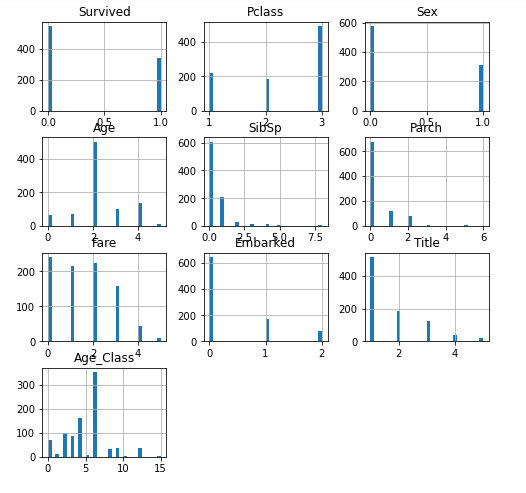 Survived Pclass Sex
400 400 600
200 200 400
0 0 200
0
0.0 0.5 1.0 1 2 3 0.0 0.5 1.0
Age SibSp Parch
400 600 600
200 400 400
0 200 200
0 0
0 2 4 0.0 2.5 5.0 7.5 0 2 4 6
Fare Embarked Title
200 600 400
100 400 200
0 200 0
0
0 2 4 0 1 2 2 4
Age_Class
300
200
100
0
0 5 10 15